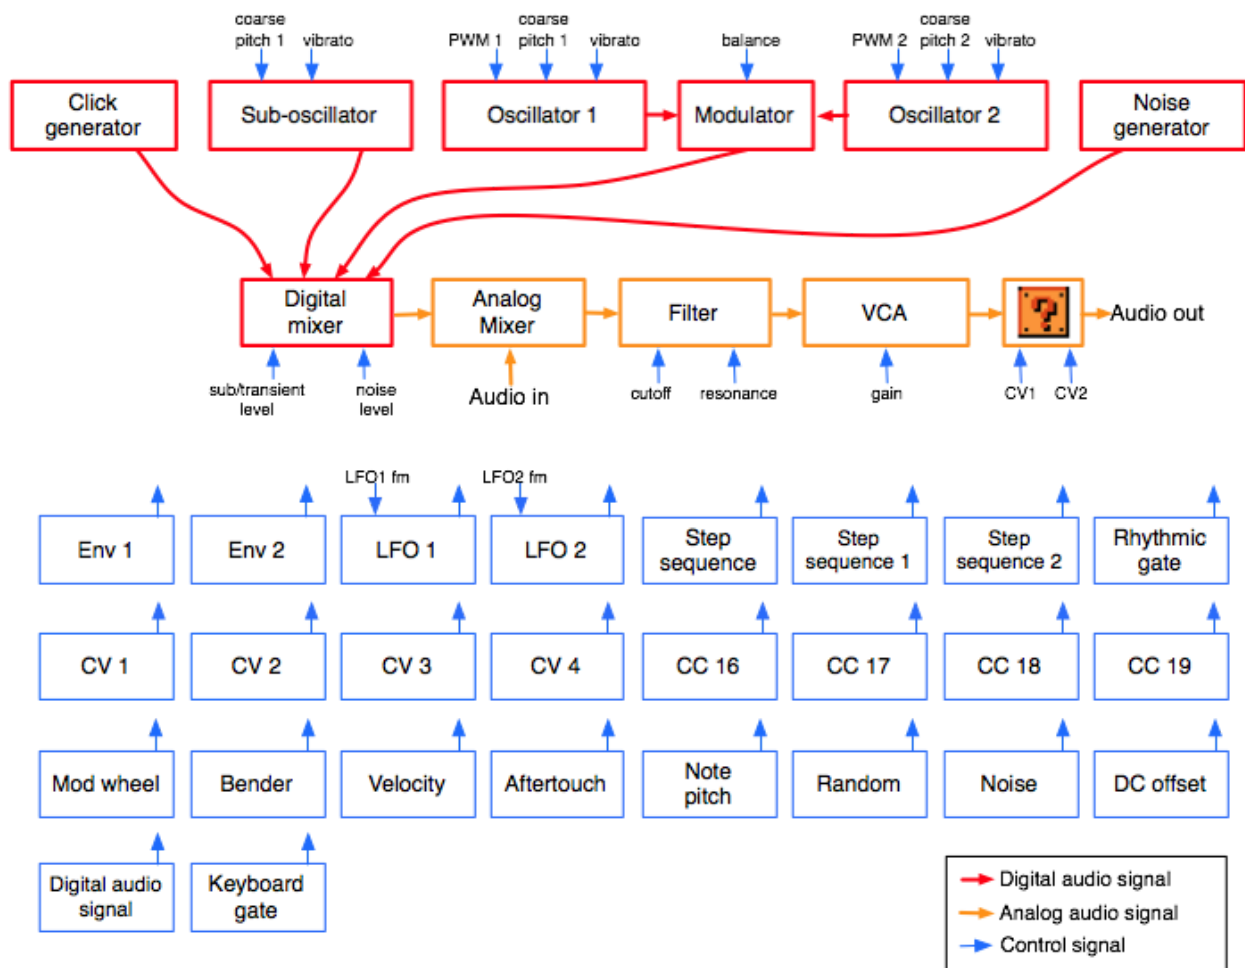 coarse
pitch 1
vibrato
PWM 1
coarse
pitch 1
vibrato
balance
PWM 2
coarse
pitch 2
vibrato
Click
generator
Sub-oscillator
Oscillator 1
Modulator
Oscillator 2
Noise
generator
Digital
mixer
Analog
Mixer
Filter
VCA
?
Audio out
sub/transient
level
noise
level
Audio in
cutoff
resonance
gain
CV1
CV2
LFO1 fm
LFO2 fm
Env 1
Env 2
LFO 1
LFO 2
Step
sequence
Step
sequence 1
Step
sequence 2
Rhythmic
gate
CV 1
CV 2
CV 3
CV 4
CC 16
CC 17
CC 18
CC 19
Mod wheel
Bender
Velocity
Aftertouch
Note
pitch
Random
Noise
DC offset
Digital audio
signal
Keyboard
gate
Digital audio signal
Analog audio signal
Control signal